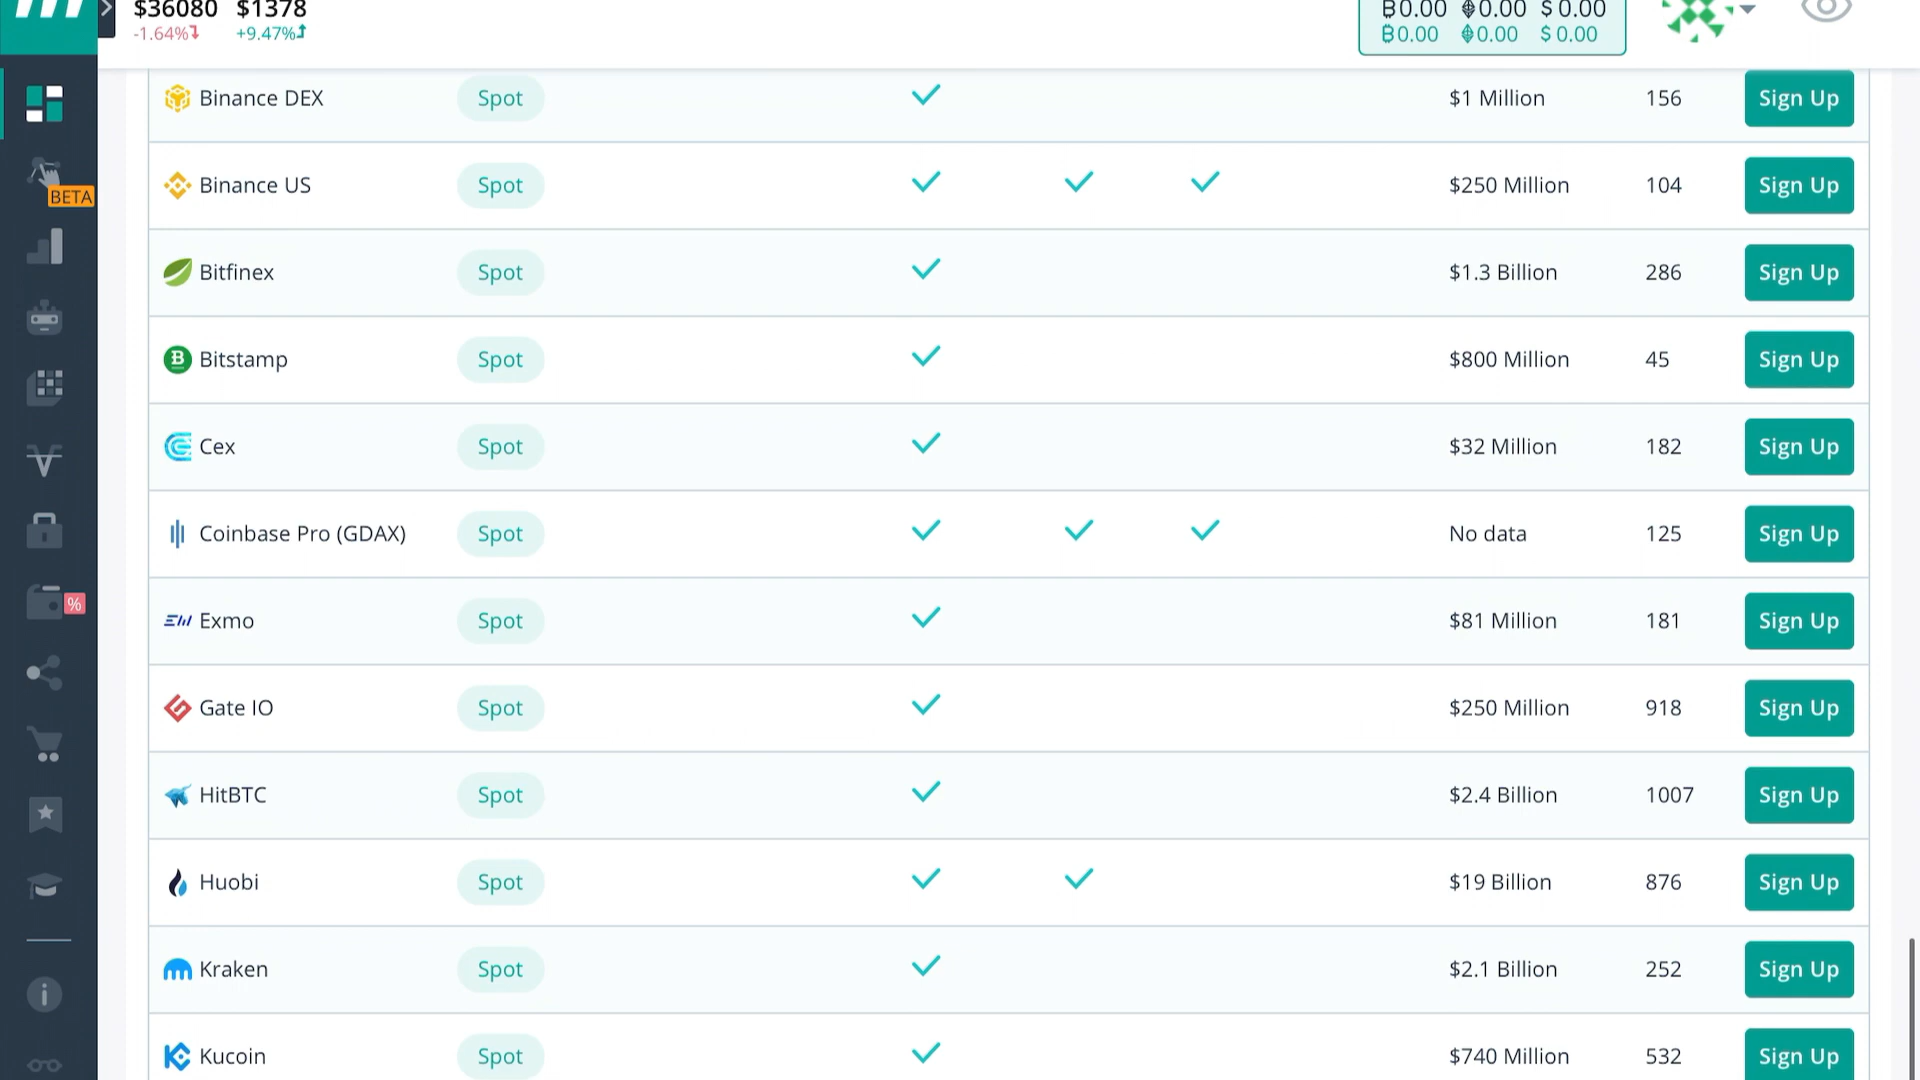 $36080 $1378
-1.64% +9.47%
₿0.00 0.00 $0.00
₿0.00 0.00 $0.00
Binance DEX Spot $1 Million 156 Sign Up
BETA
Binance US Spot $250 Million 104 Sign Up
Bitfinex Spot $1.3 Billion 286 Sign Up
Bitstamp Spot $800 Million 45 Sign Up
Cex Spot $32 Million 182 Sign Up
Coinbase Pro (GDAX) Spot No data 125 Sign Up
%
Exmo Spot $81 Million 181 Sign Up
Gate IO Spot $250 Million 918 Sign Up
HitBTC Spot $2.4 Billion 1007 Sign Up
Huobi Spot $19 Billion 876 Sign Up
Kraken Spot $2.1 Billion 252 Sign Up
Kucoin Spot $740 Million 532 Sign Up